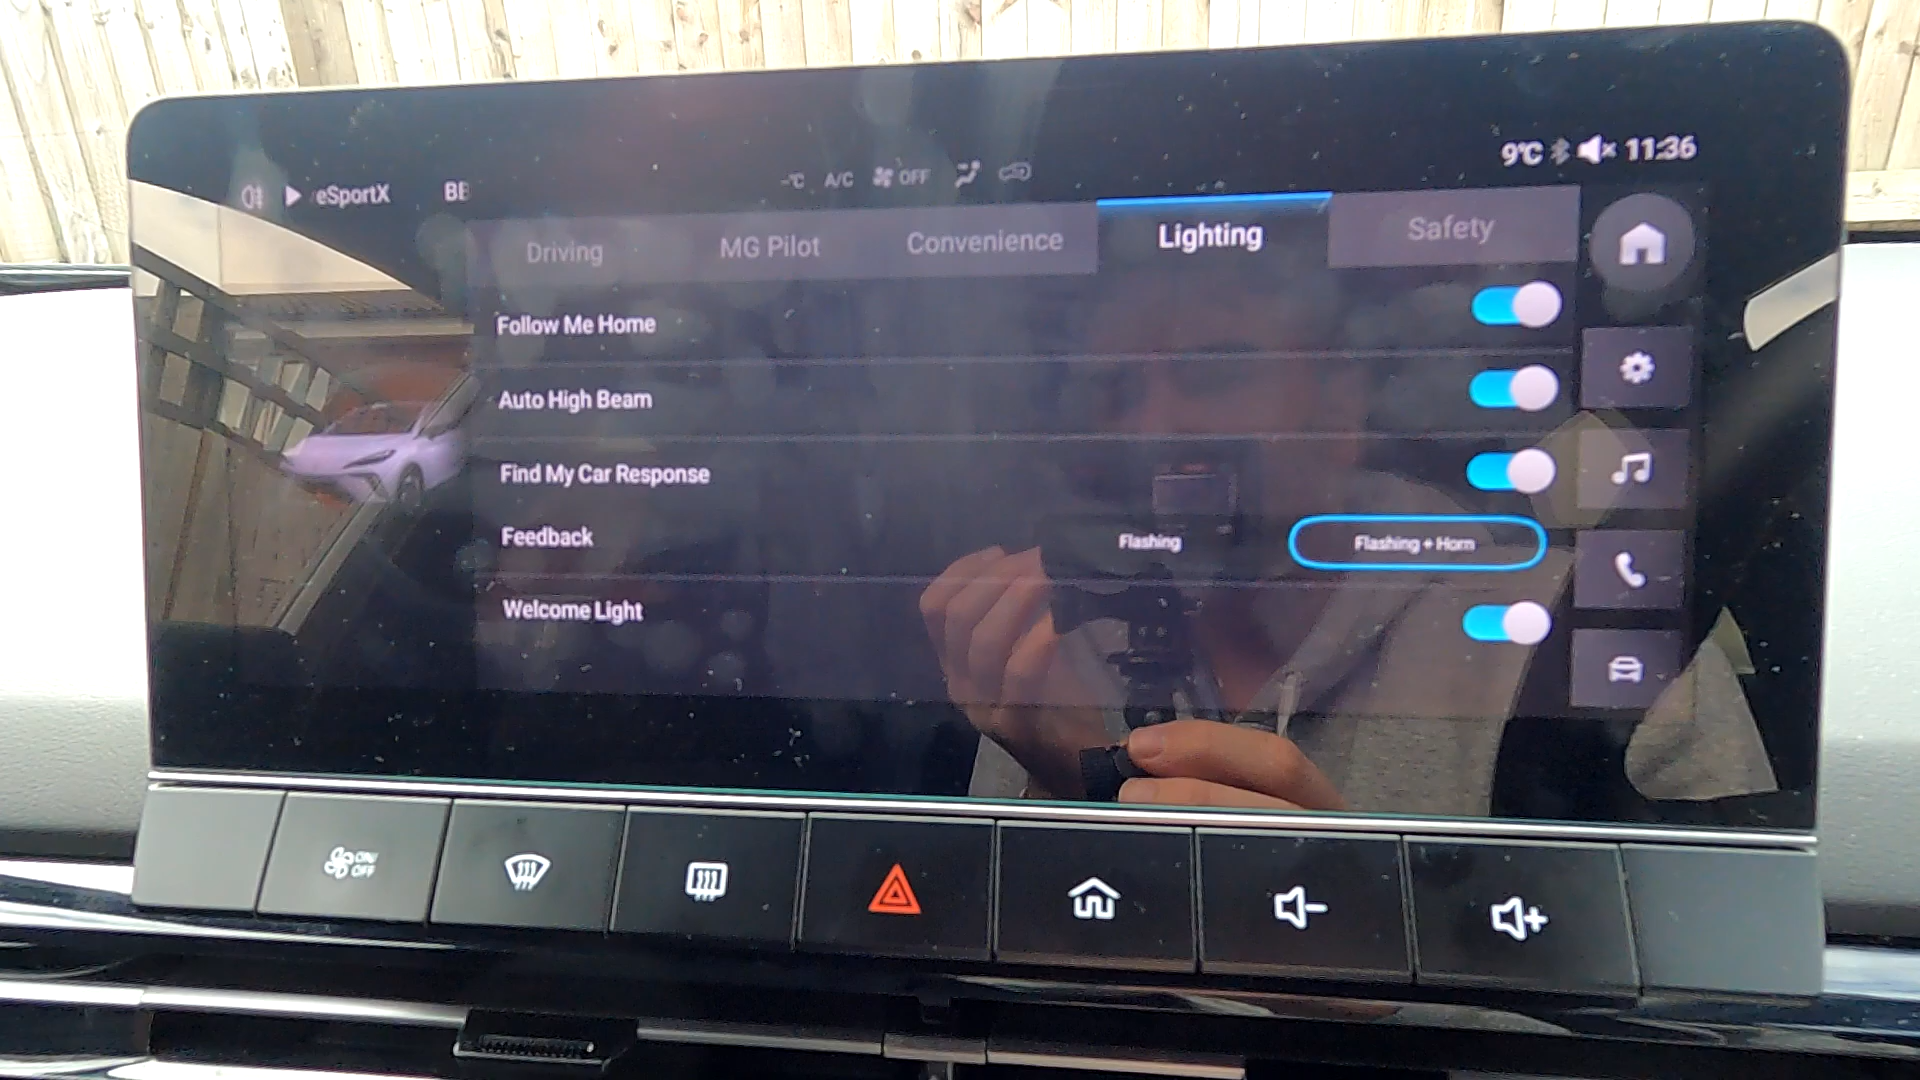 9°C 11:36
eSportX BE
-°C A/C OFF
Driving MG Pilot Convenience Lighting Safety
Follow Me Home
Auto High Beam
Find My Car Response
Feedback Flashing Flashing + Horn
Welcome Light
ON/
OFF